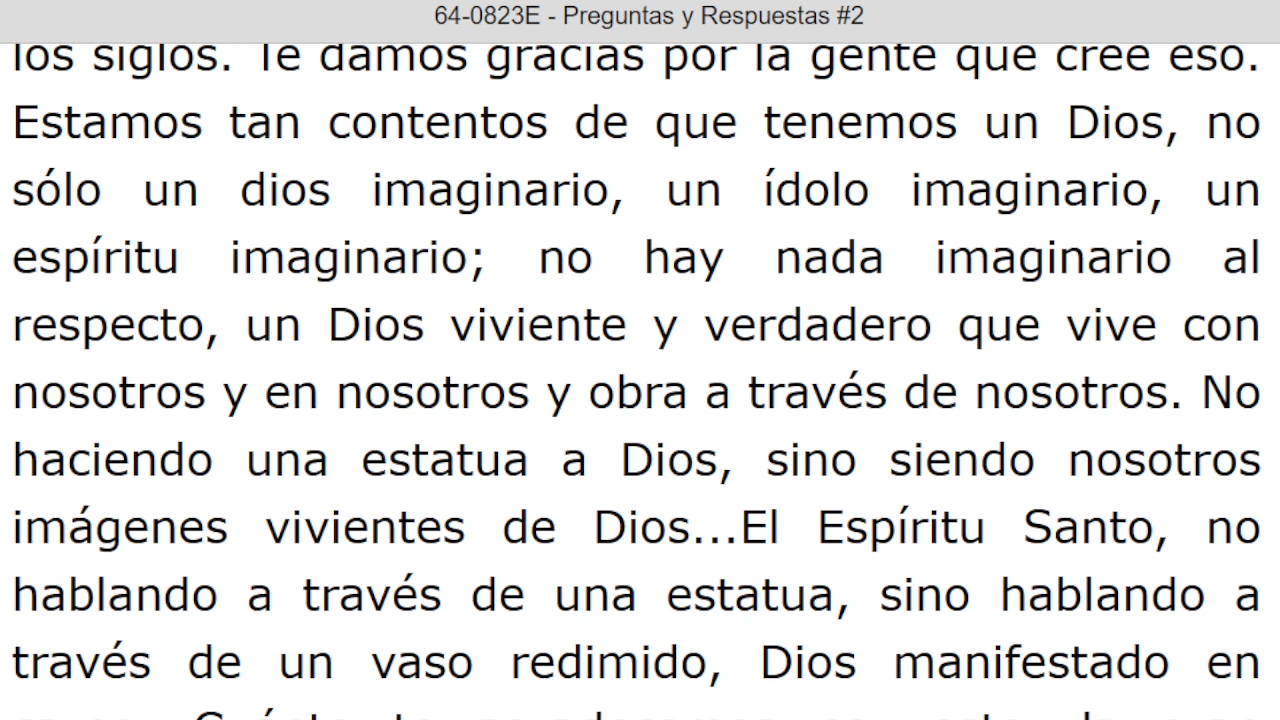 64-0823E - Preguntas y Respuestas #2
los siglos. Te damos gracias por la gente que cree eso.
Estamos tan contentos de que tenemos un Dios, no
sólo un dios imaginario, un ídolo imaginario, un
espíritu imaginario; no hay nada imaginario al
respecto, un Dios viviente y verdadero que vive con
nosotros y en nosotros y obra a través de nosotros. No
haciendo una estatua a Dios, sino siendo nosotros
imágenes vivientes de Dios...El Espíritu Santo, no
hablando a través de una estatua, sino hablando a
través de un vaso redimido, Dios manifestado en